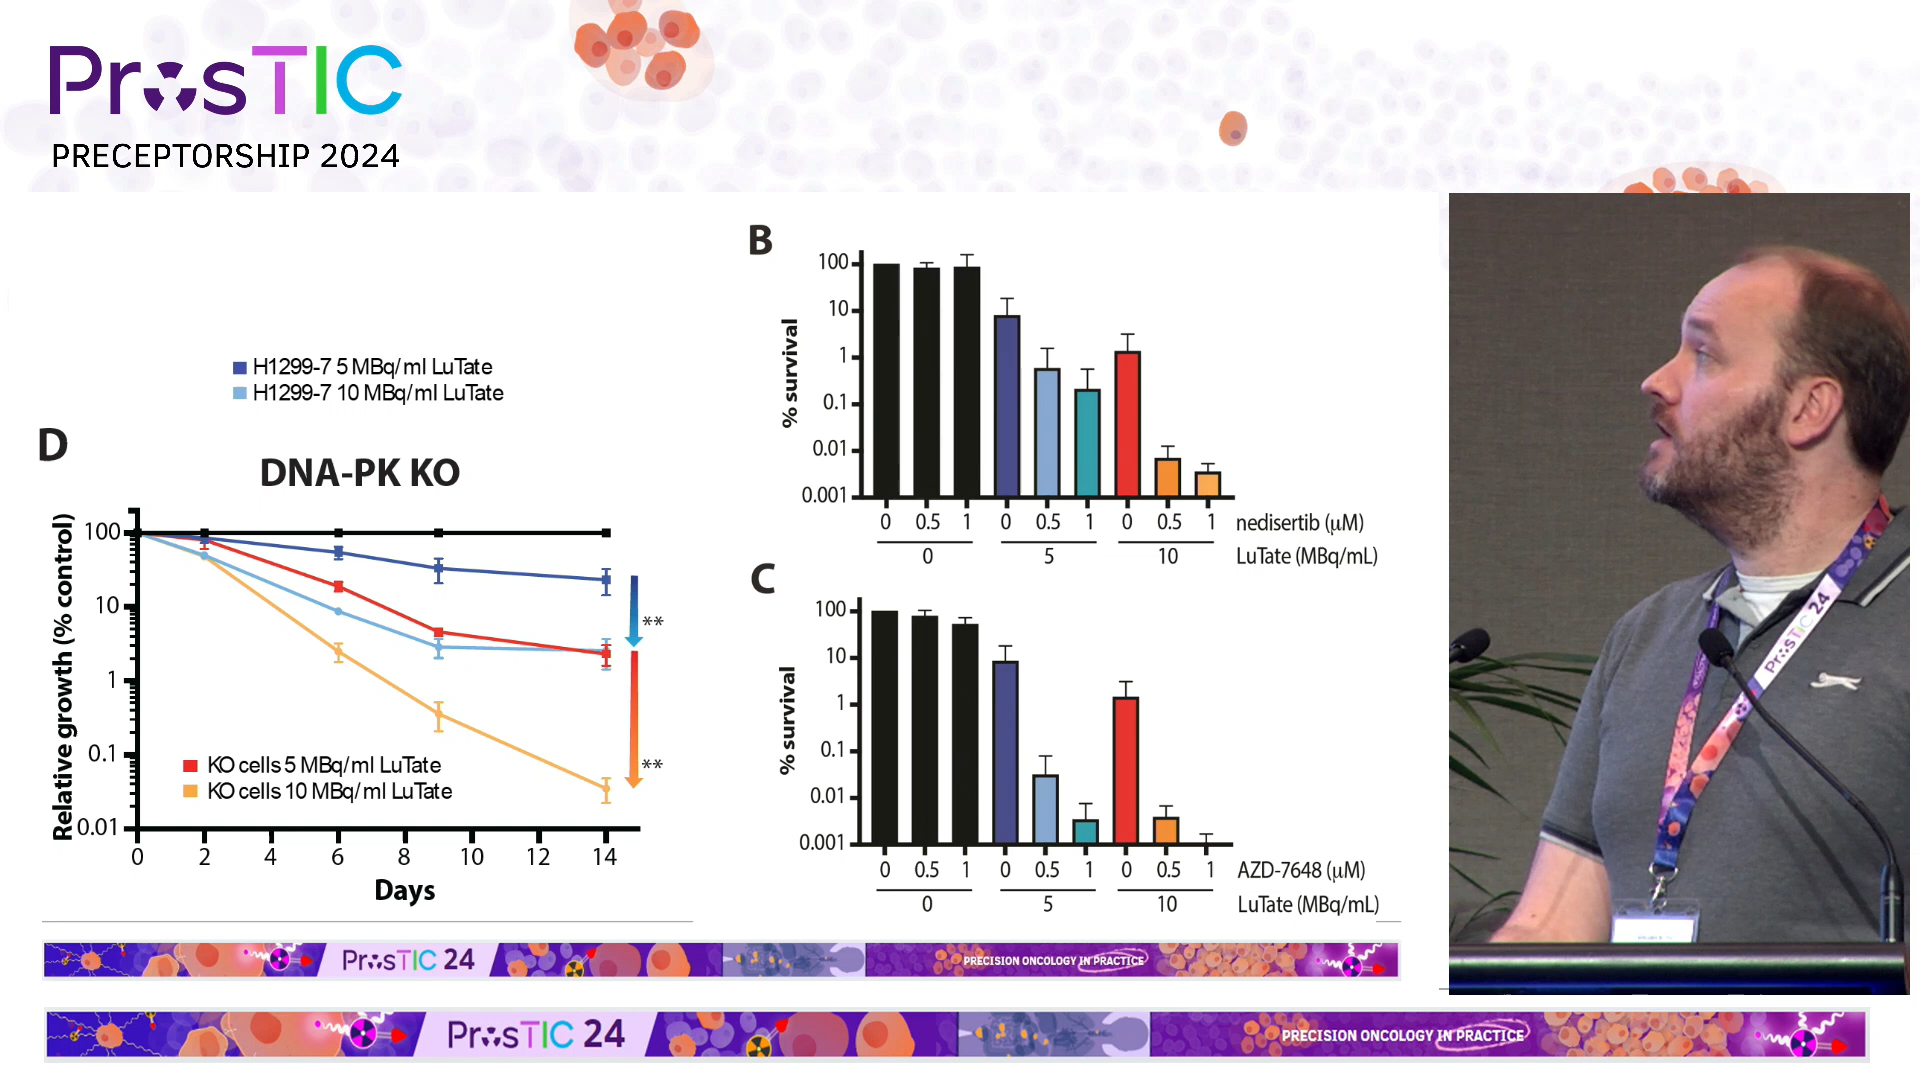 ProsTIC
PRECEPTORSHIP 2024
H1299-7 5 MBq/ml LuTate
H1299-7 10 MBq/ml LuTate
D
DNA-PK KO
Relative growth (% control)
100
10
1
0.1
0.01
**
**
KO cells 5 MBq/ml LuTate
KO cells 10 MBq/ml LuTate
0 2 4 6 8 10 12 14
Days
B
% survival
100
10
1
0.1
0.01
0.001
0 0.5 1 0 0.5 1 0 0.5 1 nedisertib (μM)
0 5 10 LuTate (MBq/mL)
C
% survival
100
10
1
0.1
0.01
0.001
0 0.5 1 0 0.5 1 0 0.5 1 AZD-7648 (μM)
0 5 10 LuTate (MBq/mL)
ProsTIC 24
ProsTIC 24
PRECISION ONCOLOGY IN PRACTICE
ProsTIC 24
PRECISION ONCOLOGY IN PRACTICE